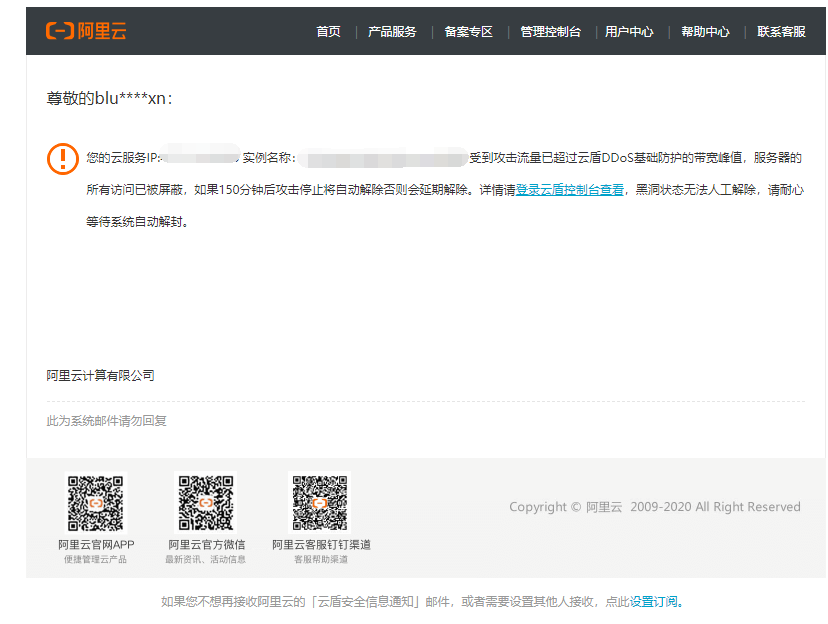 阿里云
首页 | 产品服务 | 备案专区 | 管理控制台 | 用户中心 | 帮助中心 | 联系客服
尊敬的blu****xn：
您的云服务IP: 实例名称: 受到攻击流量已超过云盾DDoS基础防护的带宽峰值，服务器的
所有访问已被屏蔽，如果150分钟后攻击停止将自动解除否则会延期解除。详情请登录云盾控制台查看，黑洞状态无法人工解除，请耐心
等待系统自动解封。
阿里云计算有限公司
此为系统邮件请勿回复
阿里云官网APP 阿里云官方微信 阿里云客服钉钉渠道
便捷管理云产品 最新资讯、活动信息 客服帮助渠道
Copyright © 阿里云 2009-2020 All Right Reserved
如果您不想再接收阿里云的「云盾安全信息通知」邮件，或者需要设置其他人接收，点此设置订阅。